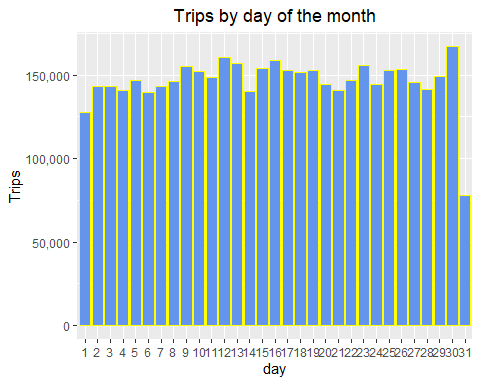 Trips by day of the month
150,000
100,000
50,000
0
Trips
1 2 3 4 5 6 7 8 9 10 11 12 13 14 15 16 17 18 19 20 21 22 23 24 25 26 27 28 29 30 31
day